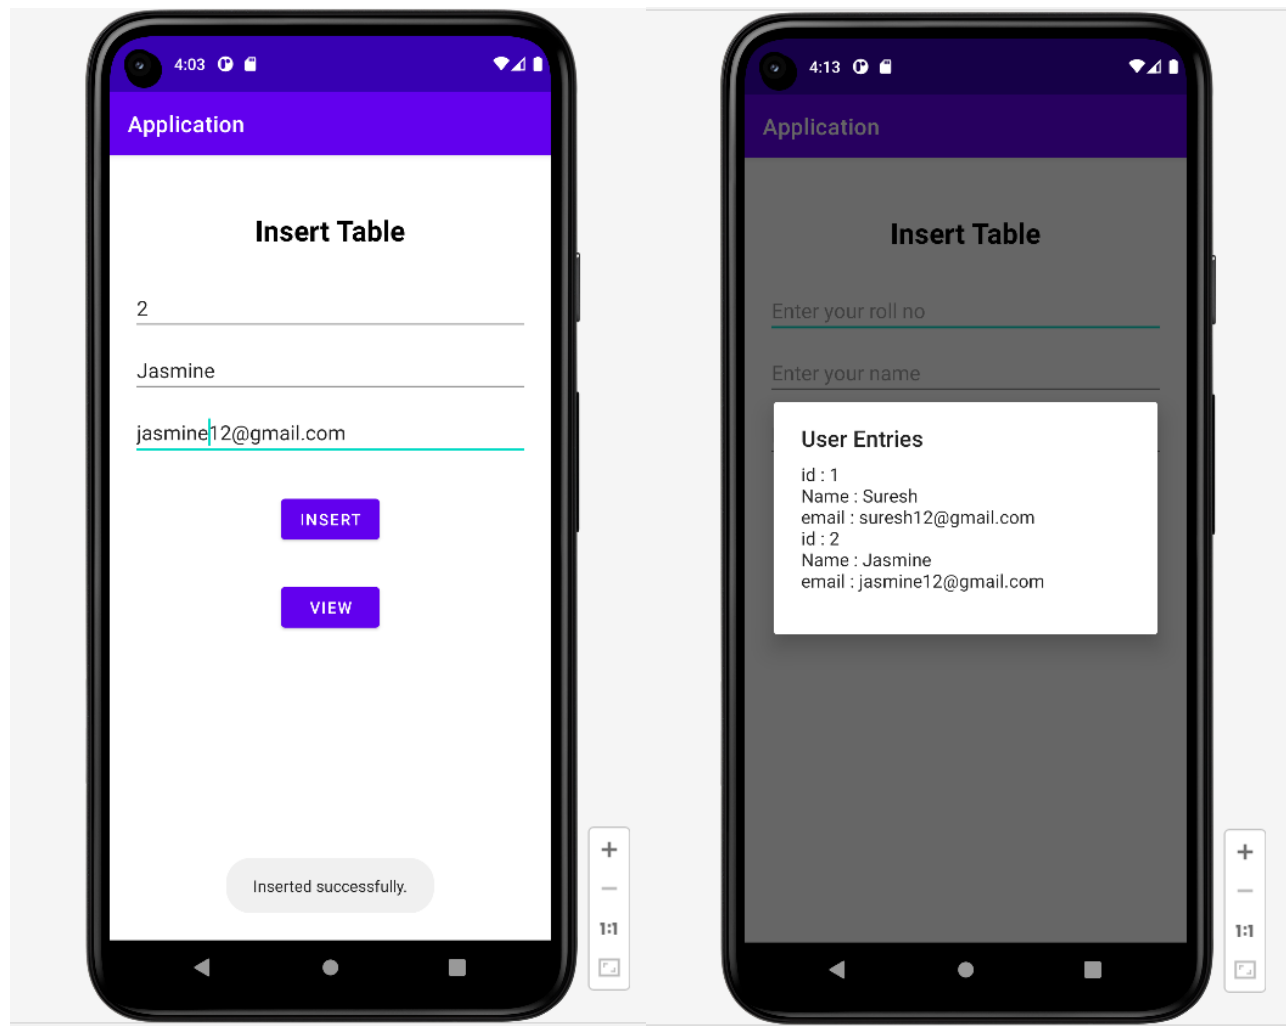 4:03
Application
Insert Table
2
Jasmine
jasmine12@gmail.com
INSERT
VIEW
Inserted successfully.
1:1
4:13
Application
Insert Table
Enter your roll no
Enter your name
User Entries
id : 1
Name : Suresh
email : suresh12@gmail.com
id : 2
Name : Jasmine
email : jasmine12@gmail.com
1:1